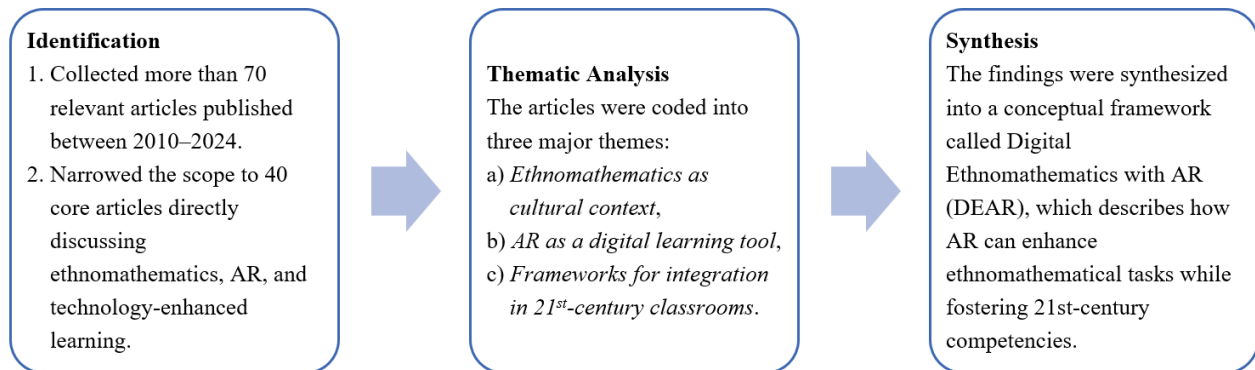 Identification
1. Collected more than 70
relevant articles published
between 2010–2024.
2. Narrowed the scope to 40
core articles directly
discussing
ethnomathematics, AR, and
technology-enhanced
learning.
Thematic Analysis
The articles were coded into
three major themes:
a) Ethnomathematics as
cultural context,
b) AR as a digital learning tool,
c) Frameworks for integration
in 21st-century classrooms.
Synthesis
The findings were synthesized
into a conceptual framework
called Digital
Ethnomathematics with AR
(DEAR), which describes how
AR can enhance
ethnomathematical tasks while
fostering 21st-century
competencies.